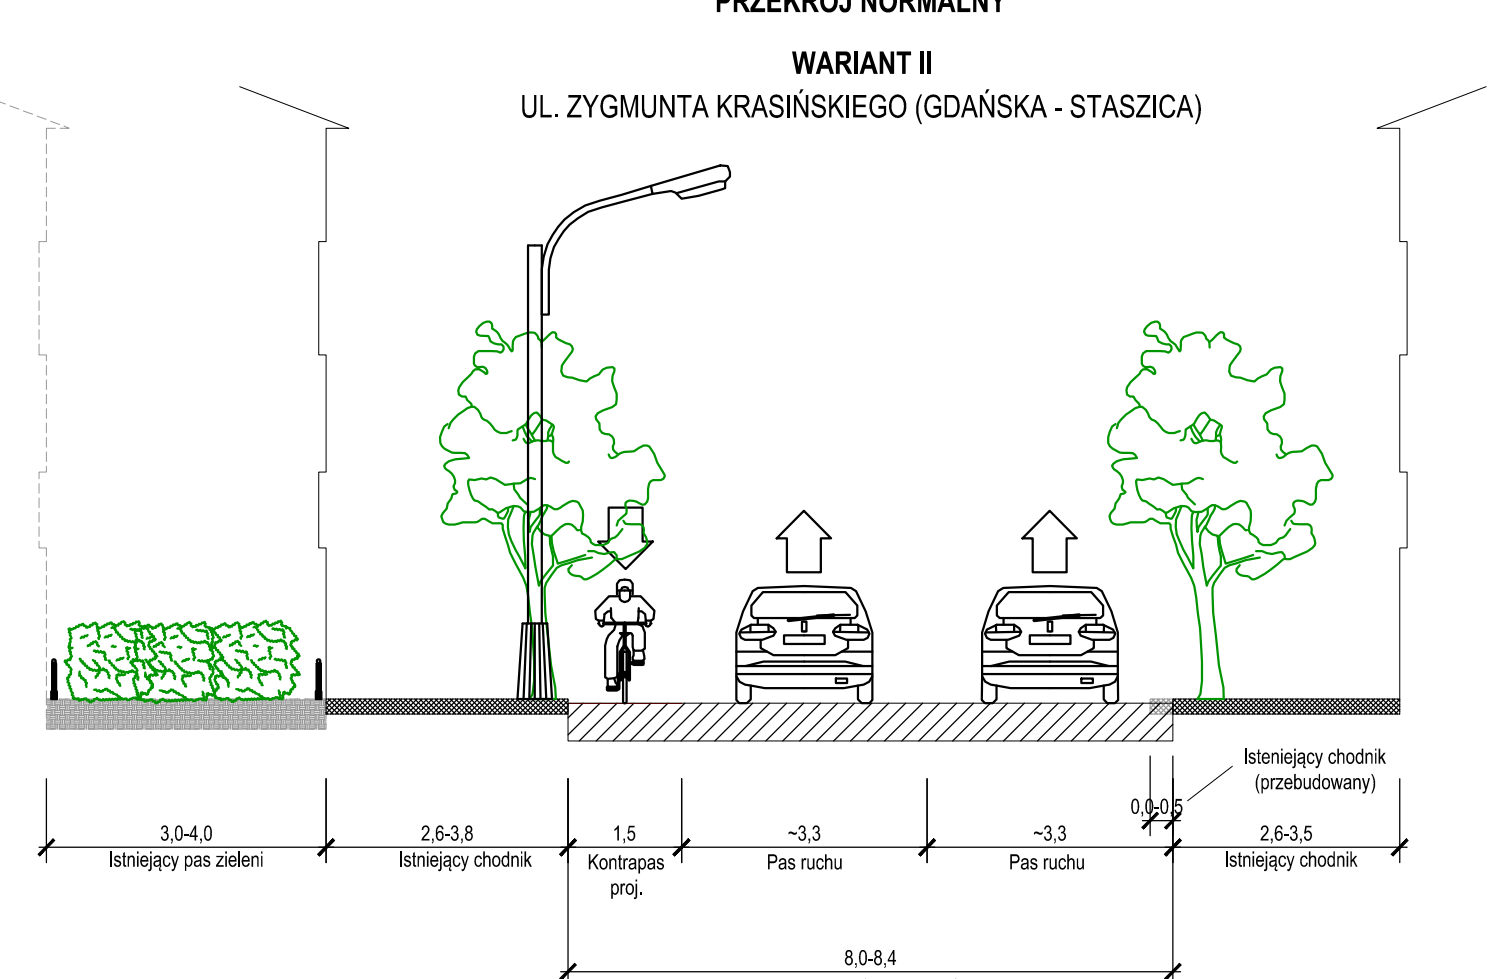 PRZEKRÓJ NORMALNY
WARIANT II
UL. ZYGMUNTA KRASIŃSKIEGO (GDAŃSKA - STASZICA)
Isteniejący chodnik
(przebudowany)
0,0-0,5
3,0-4,0
Istniejący pas zieleni
2,6-3,8
Istniejący chodnik
1,5
Kontrapas
proj.
~3,3
Pas ruchu
~3,3
Pas ruchu
2,6-3,5
Istniejący chodnik
8,0-8,4